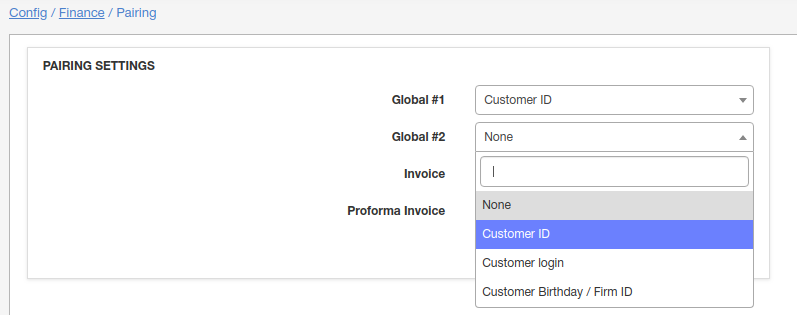 Config / Finance / Pairing
PAIRING SETTINGS
Global #1 Customer ID
Global #2 None
Invoice
Proforma Invoice
None
Customer ID
Customer login
Customer Birthday / Firm ID